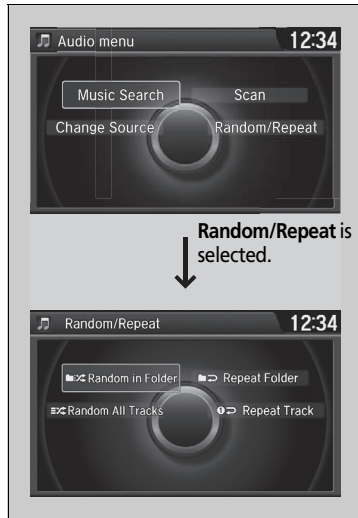 Audio menu 12:34
Music Search Scan
Change Source Random/Repeat
Random/Repeat is
selected.
Random/Repeat 12:34
Random in Folder Repeat Folder
Random All Tracks Repeat Track